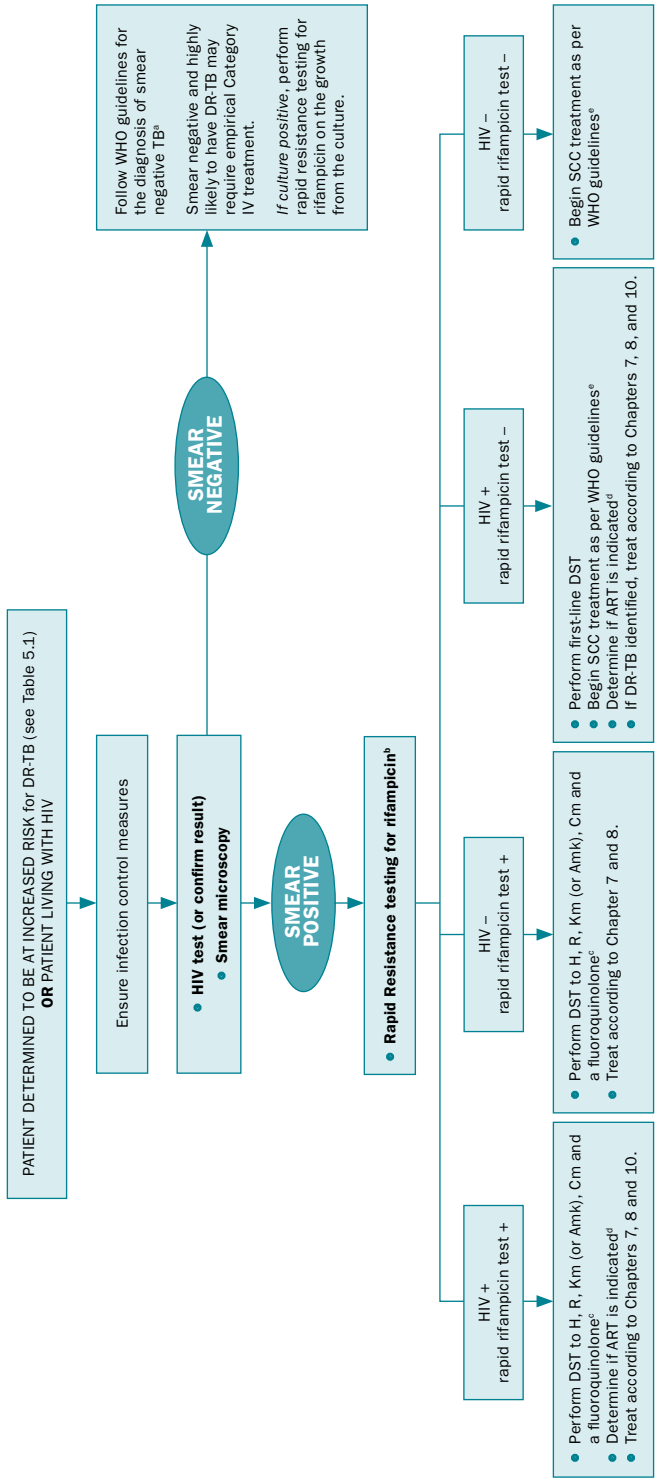 PATIENT DETERMINED TO BE AT INCREASED RISK for DR-TB (see Table 5.1)
OR PATIENT LIVING WITH HIV
Ensure infection control measures
• HIV test (or confirm result)
• Smear microscopy
SMEAR
NEGATIVE
Follow WHO guidelines for
the diagnosis of smear
negative TBᵃ
Smear negative and highly
likely to have DR-TB may
require empirical Category
IV treatment.
If culture positive, perform
rapid resistance testing for
rifampicin on the growth
from the culture.
SMEAR
POSITIVE
• Rapid Resistance testing for rifampicinᵇ
HIV +
rapid rifampicin test +
HIV –
rapid rifampicin test +
HIV +
rapid rifampicin test –
HIV –
rapid rifampicin test –
• Perform DST to H, R, Km (or Amk), Cm and
a fluoroquinoloneᶜ
• Determine if ART is indicatedᵈ
• Treat according to Chapters 7, 8 and 10.
• Perform DST to H, R, Km (or Amk), Cm and
a fluoroquinoloneᶜ
• Treat according to Chapter 7 and 8.
• Perform first-line DST
• Begin SCC treatment as per WHO guidelinesᵉ
• Determine if ART is indicatedᵈ
• If DR-TB identified, treat according to Chapters 7, 8, and 10.
• Begin SCC treatment as per
WHO guidelinesᵉ